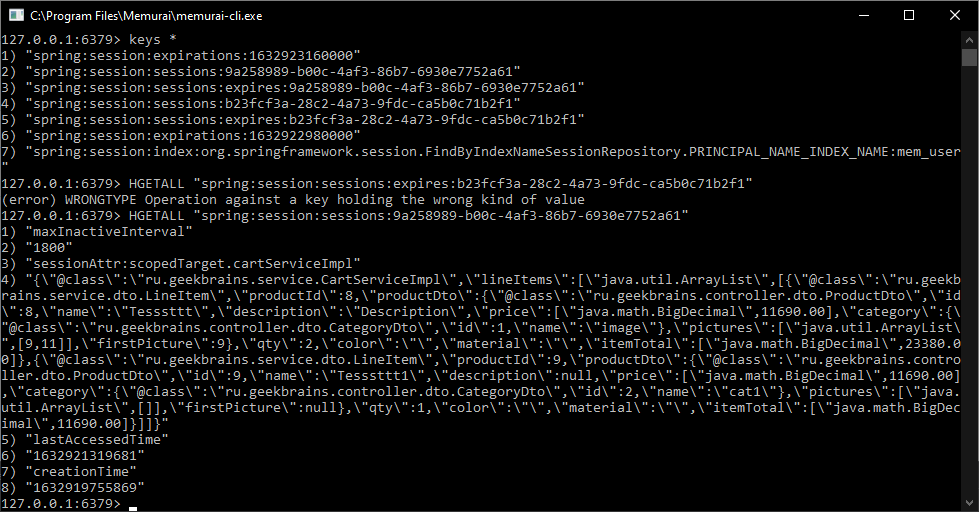 C:\Program Files\Memurai\memurai-cli.exe
127.0.0.1:6379> keys *
1) "spring:session:expirations:1632923160000"
2) "spring:session:sessions:9a258989-b00c-4af3-86b7-6930e7752a61"
3) "spring:session:sessions:expires:9a258989-b00c-4af3-86b7-6930e7752a61"
4) "spring:session:sessions:b23fcf3a-28c2-4a73-9fdc-ca5b0c71b2f1"
5) "spring:session:sessions:expires:b23fcf3a-28c2-4a73-9fdc-ca5b0c71b2f1"
6) "spring:session:expirations:1632922980000"
7) "spring:session:index:org.springframework.session.FindByIndexNameSessionRepository.PRINCIPAL_NAME_INDEX_NAME:mem_user
"
127.0.0.1:6379> HGETALL "spring:session:sessions:expires:b23fcf3a-28c2-4a73-9fdc-ca5b0c71b2f1"
(error) WRONGTYPE Operation against a key holding the wrong kind of value
127.0.0.1:6379> HGETALL "spring:session:sessions:9a258989-b00c-4af3-86b7-6930e7752a61"
1) "maxInactiveInterval"
2) "1800"
3) "sessionAttr:scopedTarget.cartServiceImpl"
4) "{\"@class\":\"ru.geekbrains.service.CartServiceImpl\",\"lineItems\":[\"java.util.ArrayList\",[{\"@class\":\"ru.geekb
rains.service.dto.LineItem\",\"productId\":8,\"productDto\":{\"@class\":\"ru.geekbrains.controller.dto.ProductDto\",\"id
\":8,\"name\":\"Tesssttt\",\"description\":\"Description\",\"price\":[\"java.math.BigDecimal\",11690.00],\"category\":{\
"@class\":\"ru.geekbrains.controller.dto.CategoryDto\",\"id\":1,\"name\":\"image\"},\"pictures\":[\"java.util.ArrayList\
",[9,11]],\"firstPicture\":9},\"qty\":2,\"color\":\"\",\"material\":\"\",\"itemTotal\":[\"java.math.BigDecimal\",23380.0
0]},{\"@class\":\"ru.geekbrains.service.dto.LineItem\",\"productId\":9,\"productDto\":{\"@class\":\"ru.geekbrains.contro
ller.dto.ProductDto\",\"id\":9,\"name\":\"Tesssttt1\",\"description\":null,\"price\":[\"java.math.BigDecimal\",11690.00]
,\"category\":{\"@class\":\"ru.geekbrains.controller.dto.CategoryDto\",\"id\":2,\"name\":\"cat1\"},\"pictures\":[\"java.
util.ArrayList\",[]],\"firstPicture\":null},\"qty\":1,\"color\":\"\",\"material\":\"\",\"itemTotal\":[\"java.math.BigDec
imal\",11690.00]}]]}"
5) "lastAccessedTime"
6) "1632921319681"
7) "creationTime"
8) "1632919755869"
127.0.0.1:6379>